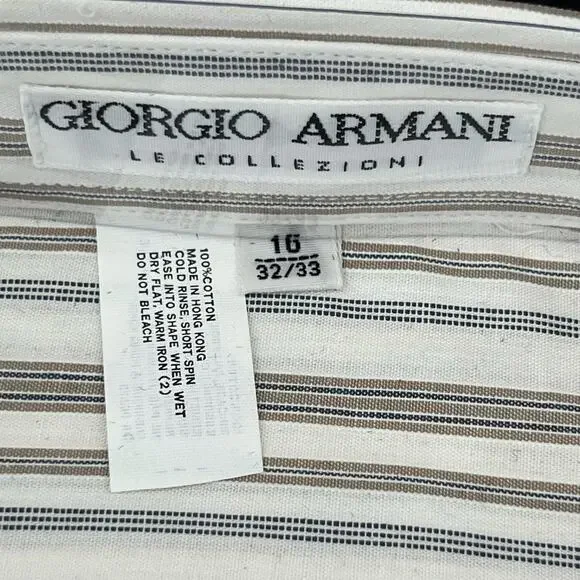 GIORGIO ARMANI
LE COLLEZIONI
16
32/33
100%COTTON
MADE IN HONG KONG
COLD RINSE, SHORT SPIN
EASE INTO SHAPE WHEN WET
DRY FLAT, WARM IRON (2)
DO NOT BLEACH